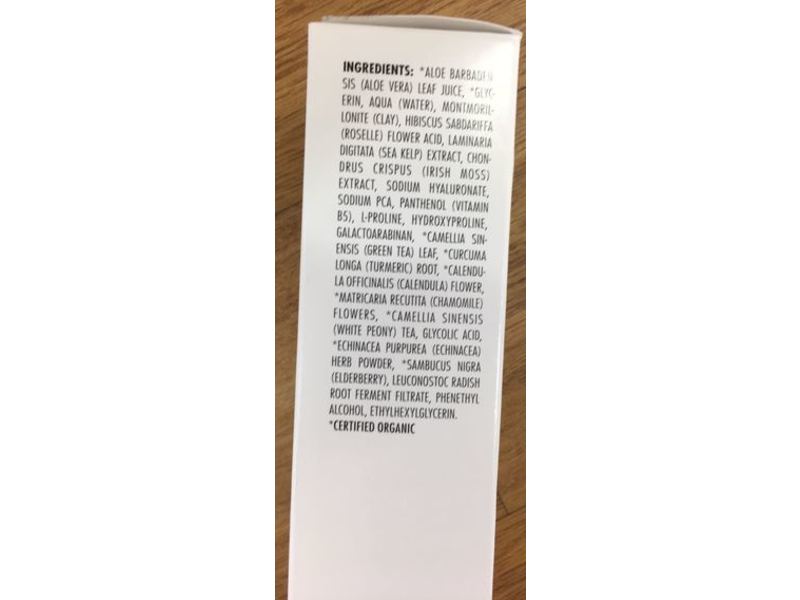 INGREDIENTS: *ALOE BARBADEN
SIS (ALOE VERA) LEAF JUICE, *GLYC-
ERIN, AQUA (WATER), MONTMORIL-
LONITE (CLAY), HIBISCUS SABDARIFFA
(ROSELLE) FLOWER ACID, LAMINARIA
DIGITATA (SEA KELP) EXTRACT, CHON-
DRUS CRISPUS (IRISH MOSS)
EXTRACT, SODIUM HYALURONATE,
SODIUM PCA, PANTHENOL (VITAMIN
B5), L-PROLINE, HYDROXYPROLINE,
GALACTOARABINAN, *CAMELLIA SIN-
ENSIS (GREEN TEA) LEAF, *CURCUMA
LONGA (TURMERIC) ROOT, *CALENDU-
LA OFFICINALIS (CALENDULA) FLOWER,
*MATRICARIA RECUTITA (CHAMOMILE)
FLOWERS, *CAMELLIA SINENSIS
(WHITE PEONY) TEA, GLYCOLIC ACID,
*ECHINACEA PURPUREA (ECHINACEA)
HERB POWDER, *SAMBUCUS NIGRA
(ELDERBERRY), LEUCONOSTOC RADISH
ROOT FERMENT FILTRATE, PHENETHYL
ALCOHOL, ETHYLHEXYLGLYCERIN.
*CERTIFIED ORGANIC